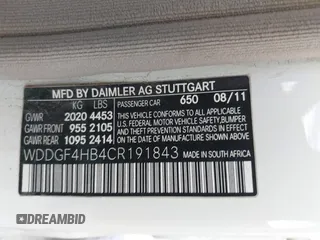 MFD BY DAIMLER AG STUTTGART
KG LBS PASSENGER CAR 650 08/11
GVWR 2020 4453
GAWR FRONT 955 2105
GAWR REAR 1095 2414
THIS VEHICLE CONFORMS TO ALL APPLICABLE
FEDERAL MOTOR VEHICLE SAFETY, BUMPER,
AND THEFT PREVENTION STANDARDS IN EFFECT
ON THE DATE OF MANUFACTURE SHOWN ABOVE.
WDDGF4HB4CR191843
MADE IN SOUTH AFRICA
WREDDBID